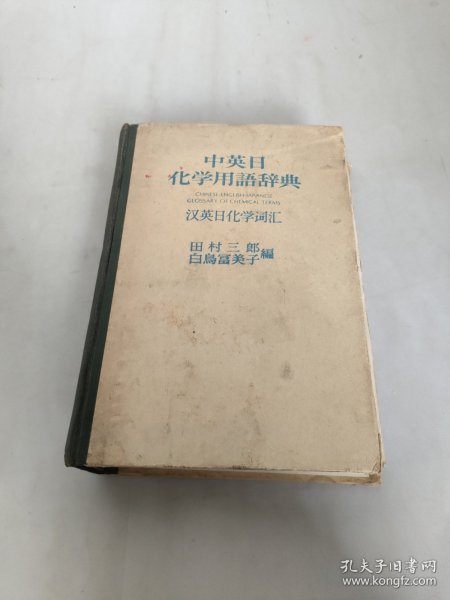 中英日
化学用語辞典
CHINESE-ENGLISH-JAPANESE
GLOSSARY OF CHEMICAL TERMS
汉英日化学词汇
田村三郎
白鳥冨美子 編
孔夫子旧书网
www.kongfz.com